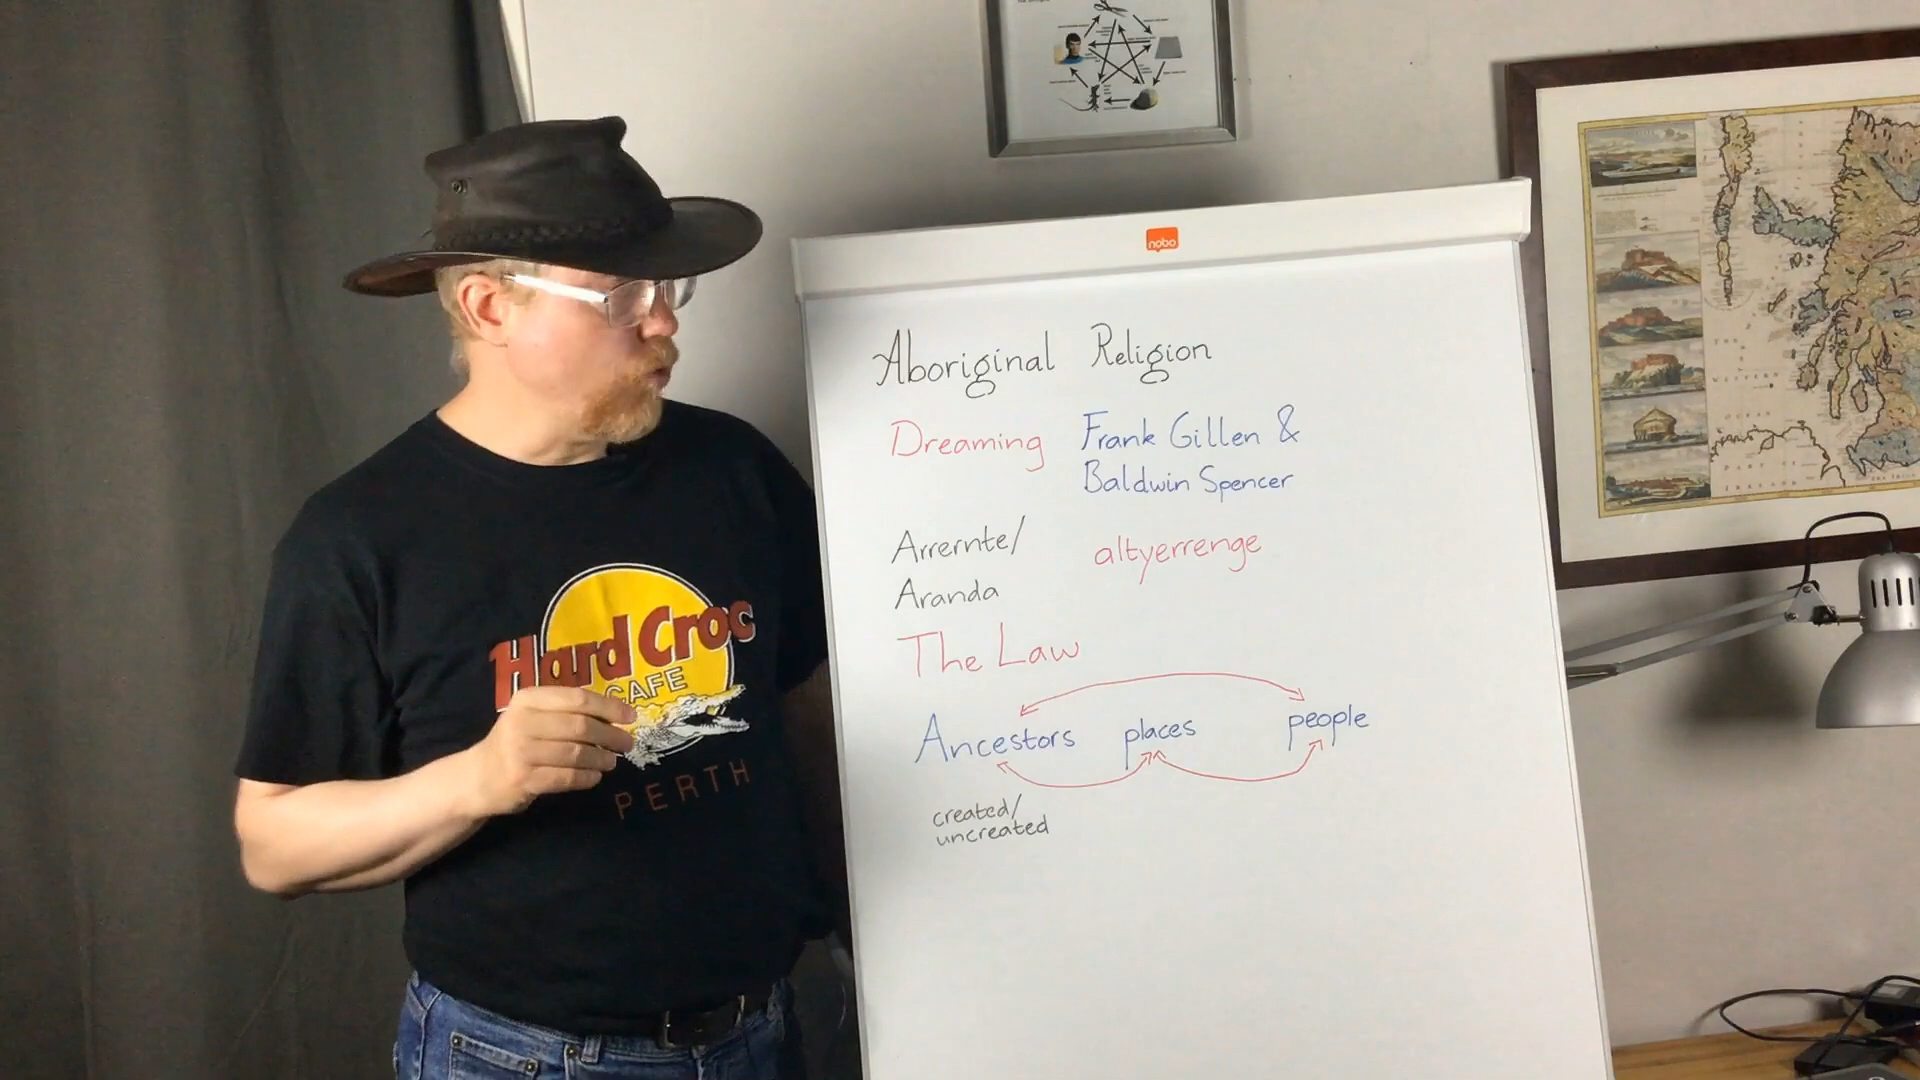 nobo
Aboriginal Religion
Dreaming Frank Gillen &
Baldwin Spencer
Arrernte/ altyerrenge
Aranda
The Law
Ancestors places people
created/
uncreated
Hard Croc
CAFE
PERTH